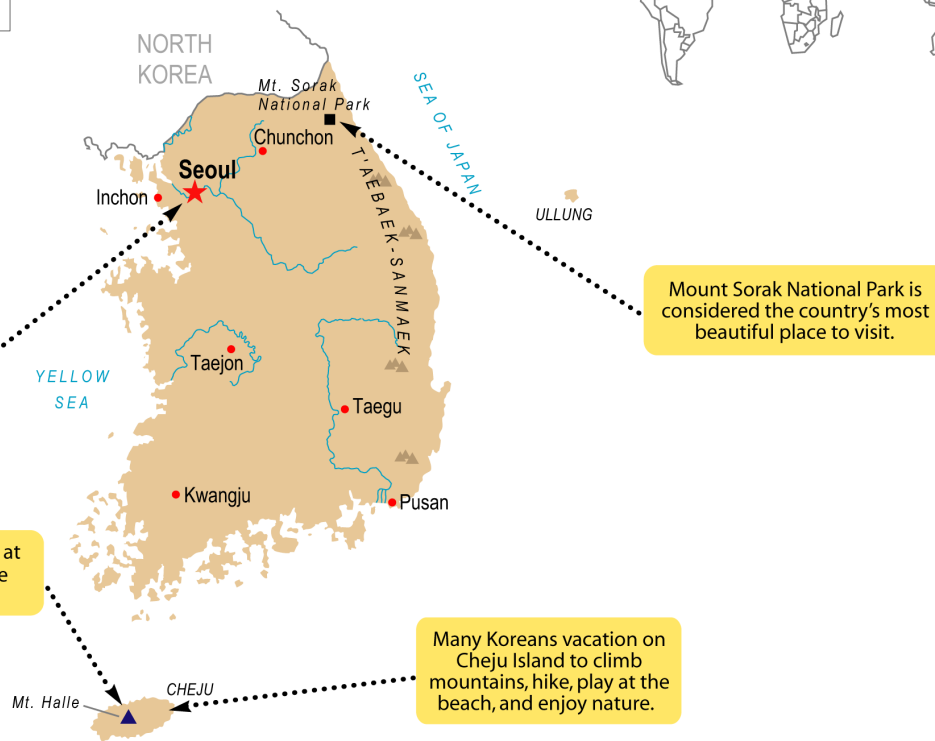 NORTH
KOREA
Mt. Sorak
National Park
SEA OF JAPAN
Chunchon
Seoul
Inchon
T'AEBAEK-SANMAEK
ULLUNG
Mount Sorak National Park is
considered the country's most
beautiful place to visit.
Taejon
YELLOW
SEA
Taegu
Kwangju
Pusan
at
e
Many Koreans vacation on
Cheju Island to climb
mountains, hike, play at the
beach, and enjoy nature.
CHEJU
Mt. Halle